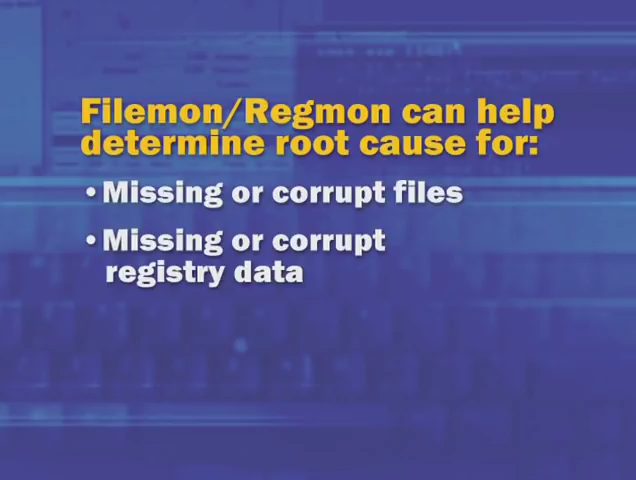 Filemon/Regmon can help
determine root cause for:
•Missing or corrupt files
•Missing or corrupt
registry data